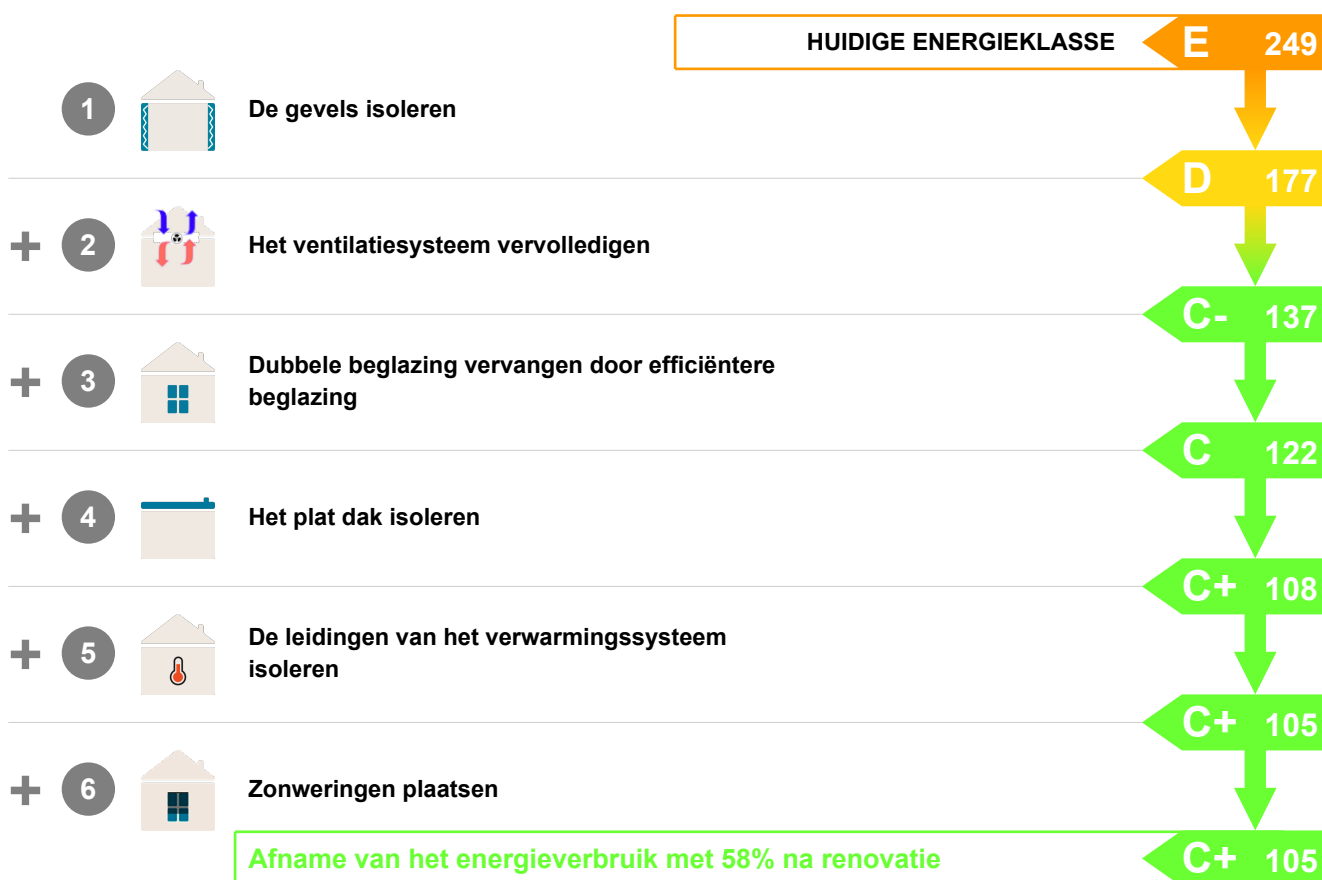 HUIDIGE ENERGIEKLASSE E 249
1 De gevels isoleren
D 177
+ 2 Het ventilatiesysteem vervolledigen
C- 137
+ 3 Dubbele beglazing vervangen door efficiëntere
beglazing
C 122
+ 4 Het plat dak isoleren
C+ 108
+ 5 De leidingen van het verwarmingssysteem
isoleren
C+ 105
+ 6 Zonweringen plaatsen
Afname van het energieverbruik met 58% na renovatie C+ 105